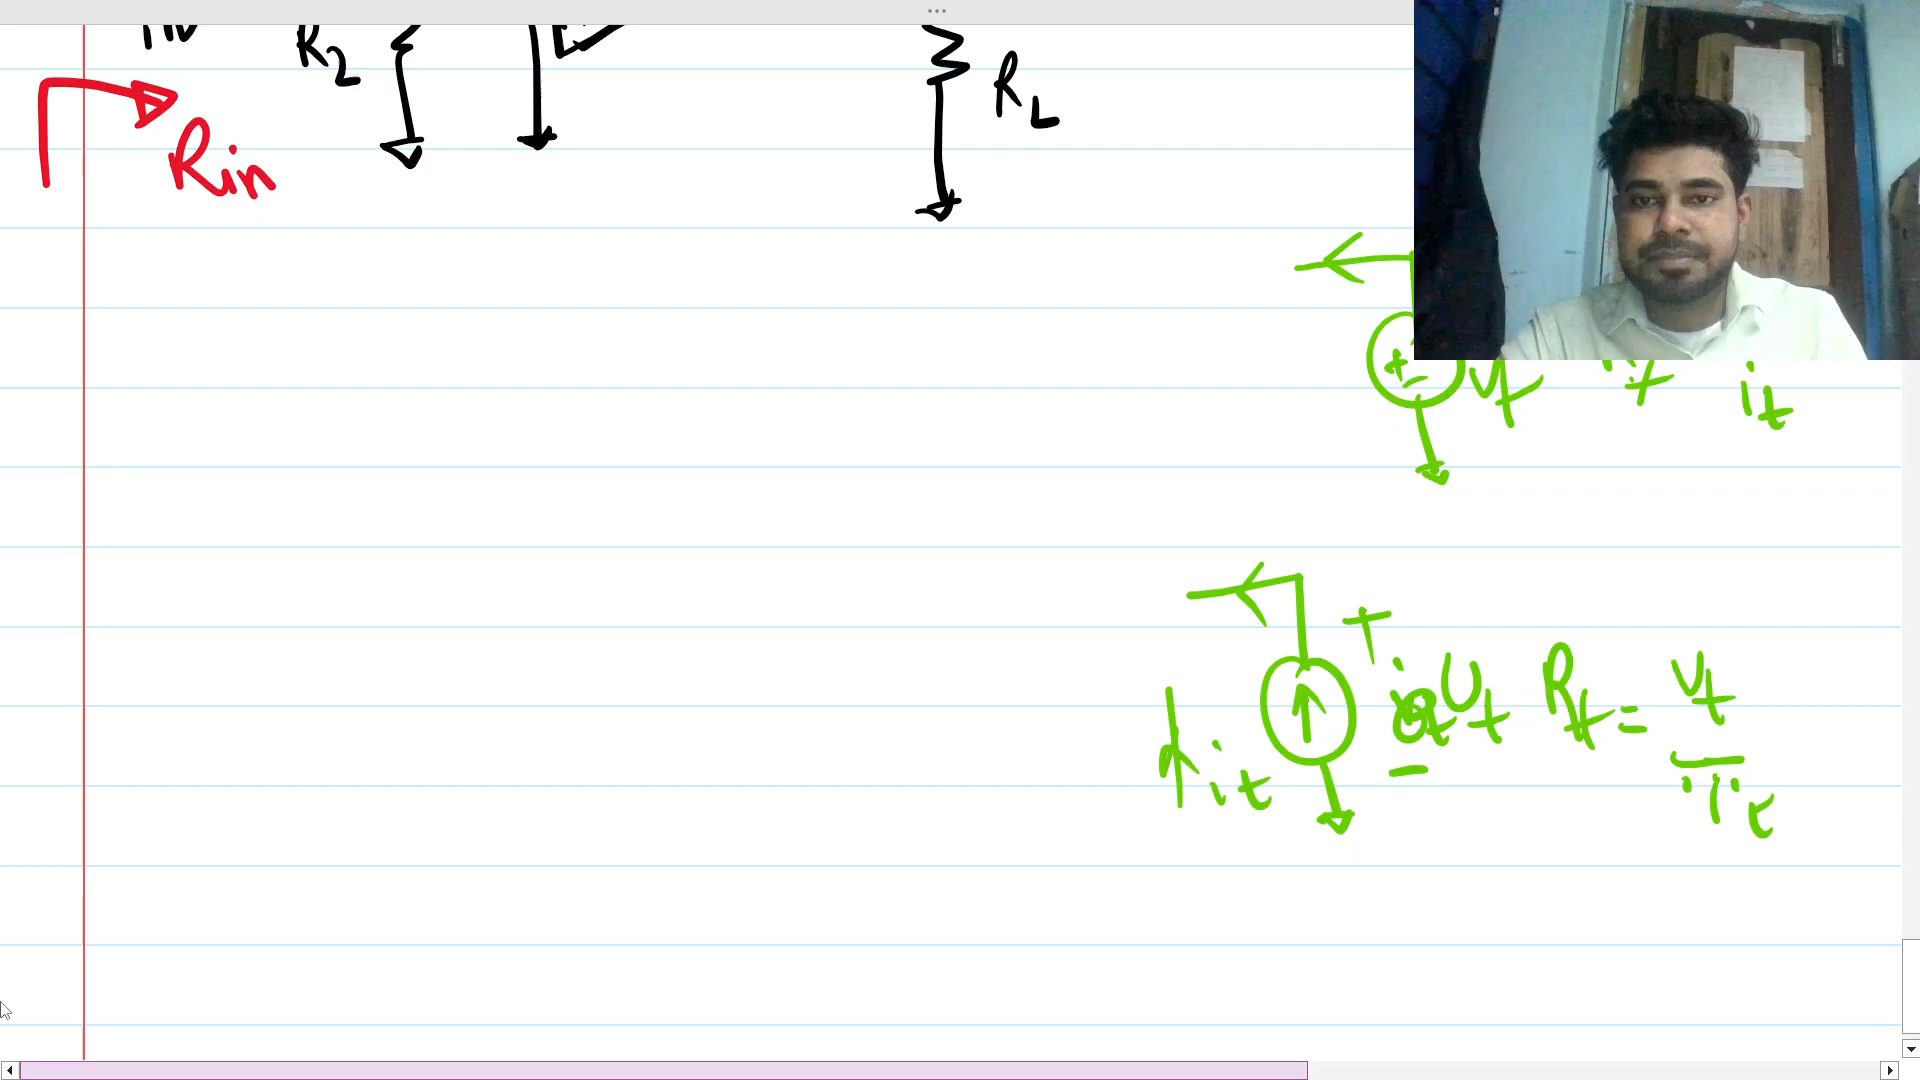 R2
RL
Rin
vt
it
+
-
+
it
vt
Rt = vt
it
-